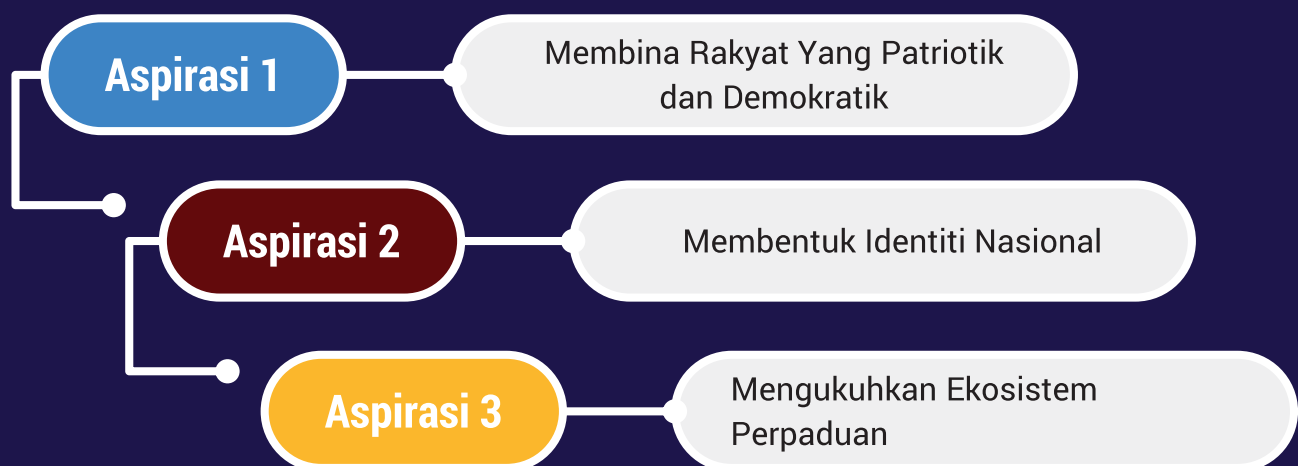 Aspirasi 1
Membina Rakyat Yang Patriotik
dan Demokratik
Aspirasi 2
Membentuk Identiti Nasional
Aspirasi 3
Mengukuhkan Ekosistem
Perpaduan